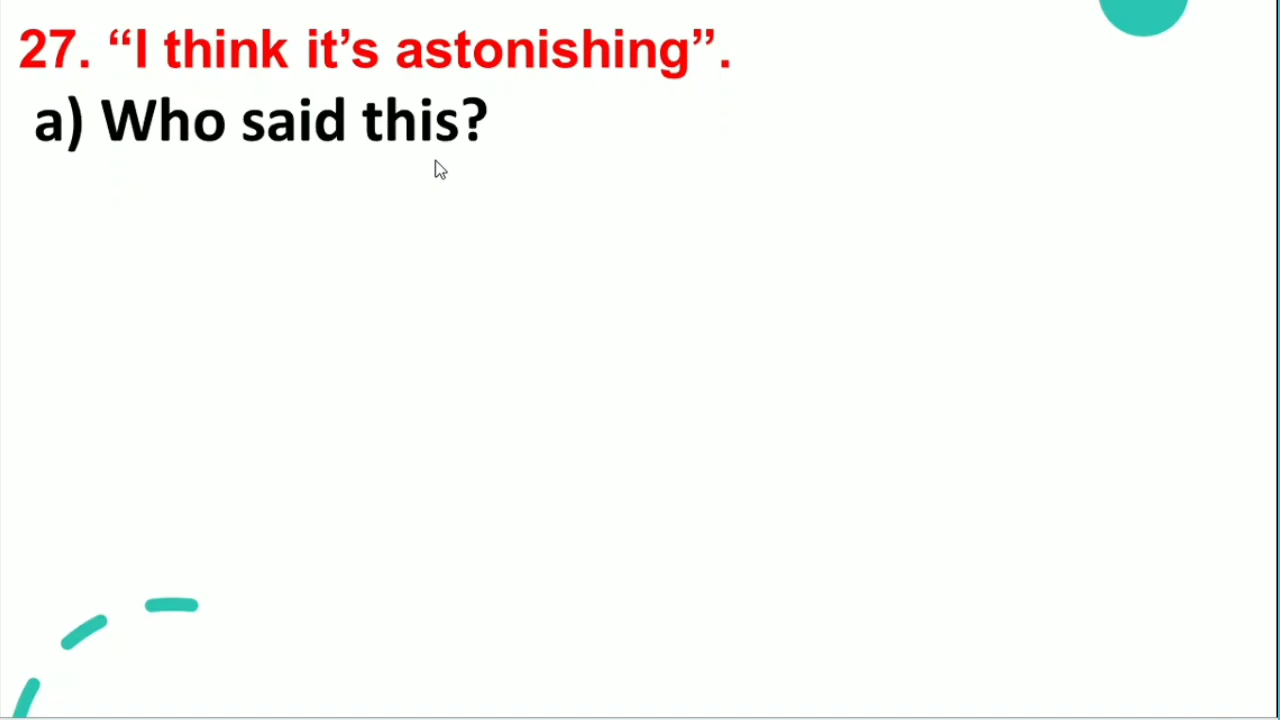 27. “I think it’s astonishing”.
a) Who said this?